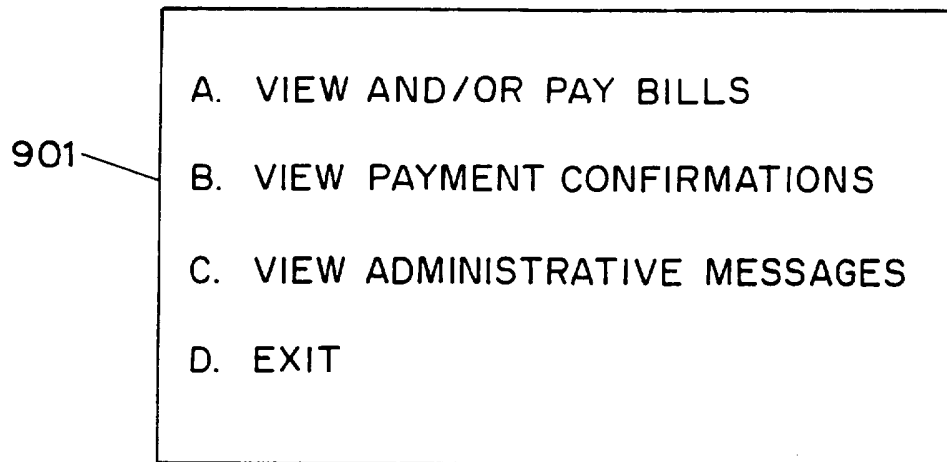 A. VIEW AND/OR PAY BILLS
901
B. VIEW PAYMENT CONFIRMATIONS
C. VIEW ADMINISTRATIVE MESSAGES
D. EXIT